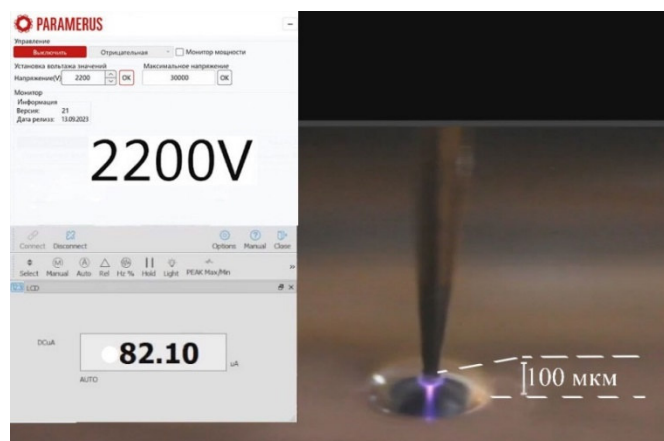 PARAMERUS
Управление
Выключить Отрицательная Монитор мощности
Установка вольтажа значений Максимальное напряжение
Напряжение(V) 2200 OK 30000 OK
Монитор
Информация
Версия: 21
Дата релиза: 13.09.2023
2200V
Connect Disconnect Options Manual Close
Select Manual Auto Rel Hz % Hold Light PEAK Max/Min »
123 LCD
DCuA
82.10
uA
AUTO
100 мкм